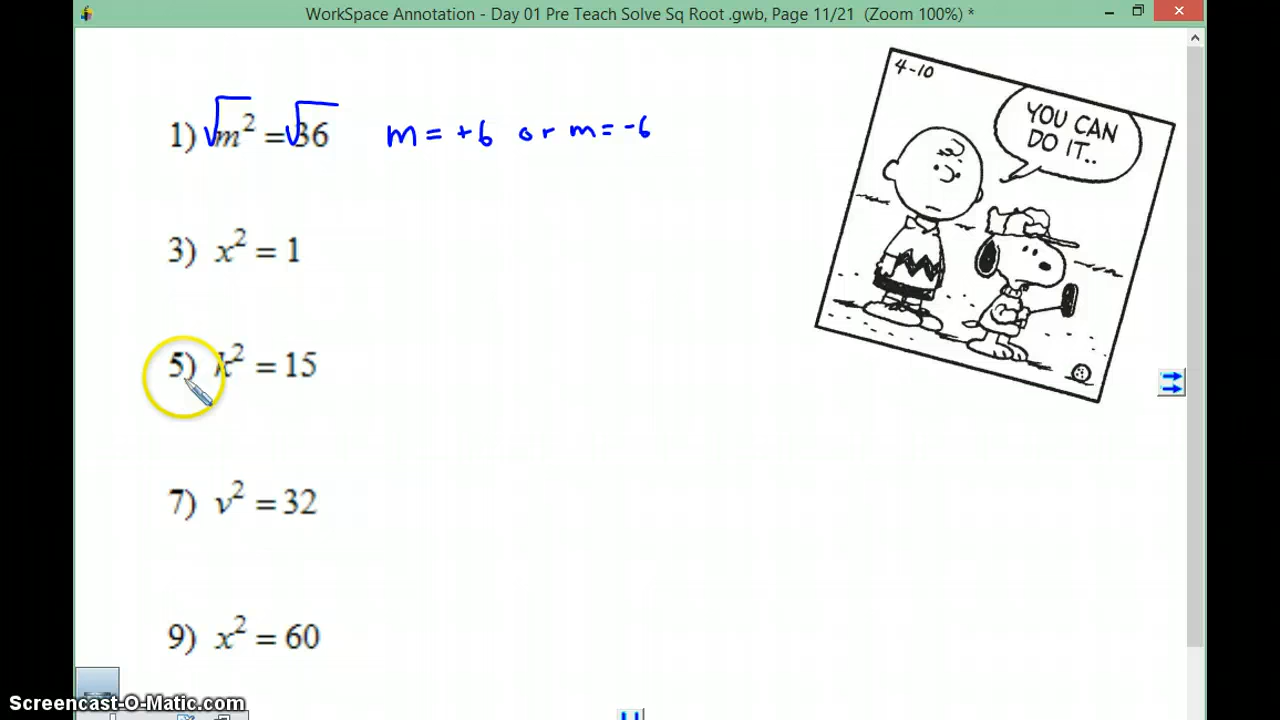 WorkSpace Annotation - Day 01 Pre Teach Solve Sq Root .gwb, Page 11/21 (Zoom 100%) *
4-10
YOU CAN
DO IT..
1) √m² = √36 m = +6 or m = -6
3) x² = 1
5) k² = 15
7) v² = 32
9) x² = 60
Screencast-O-Matic.com